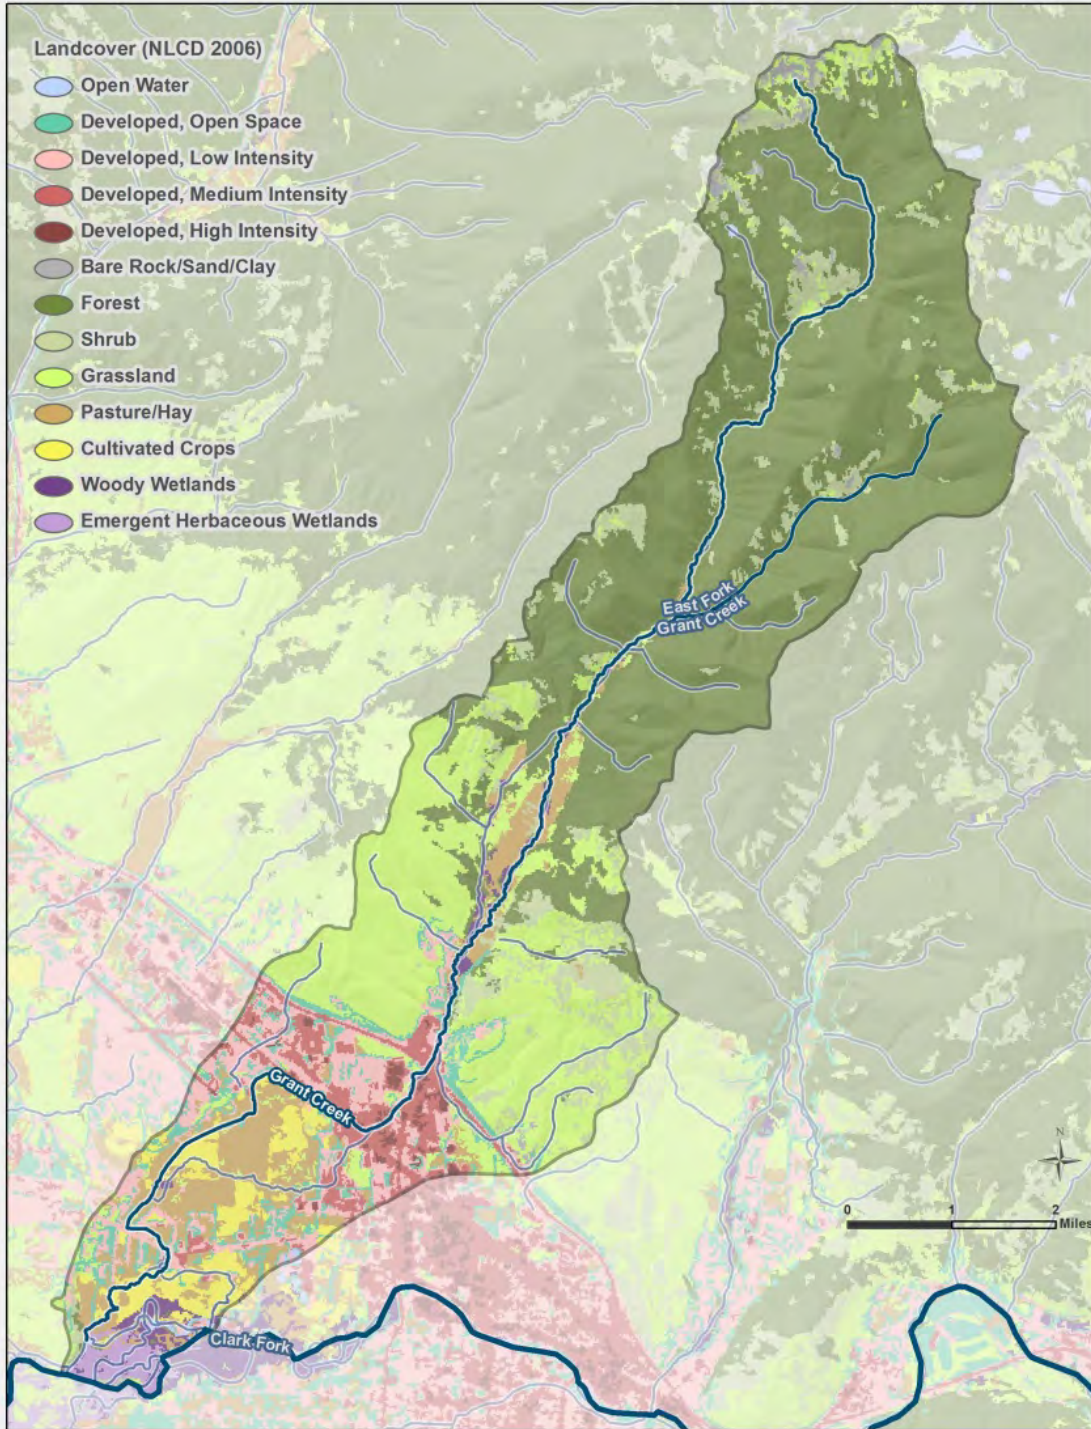 Landcover (NLCD 2006)
Open Water
Developed, Open Space
Developed, Low Intensity
Developed, Medium Intensity
Developed, High Intensity
Bare Rock/Sand/Clay
Forest
Shrub
Grassland
Pasture/Hay
Cultivated Crops
Woody Wetlands
Emergent Herbaceous Wetlands
East Fork
Grant Creek
Grant Creek
N
0 1 2
Miles
Clark Fork